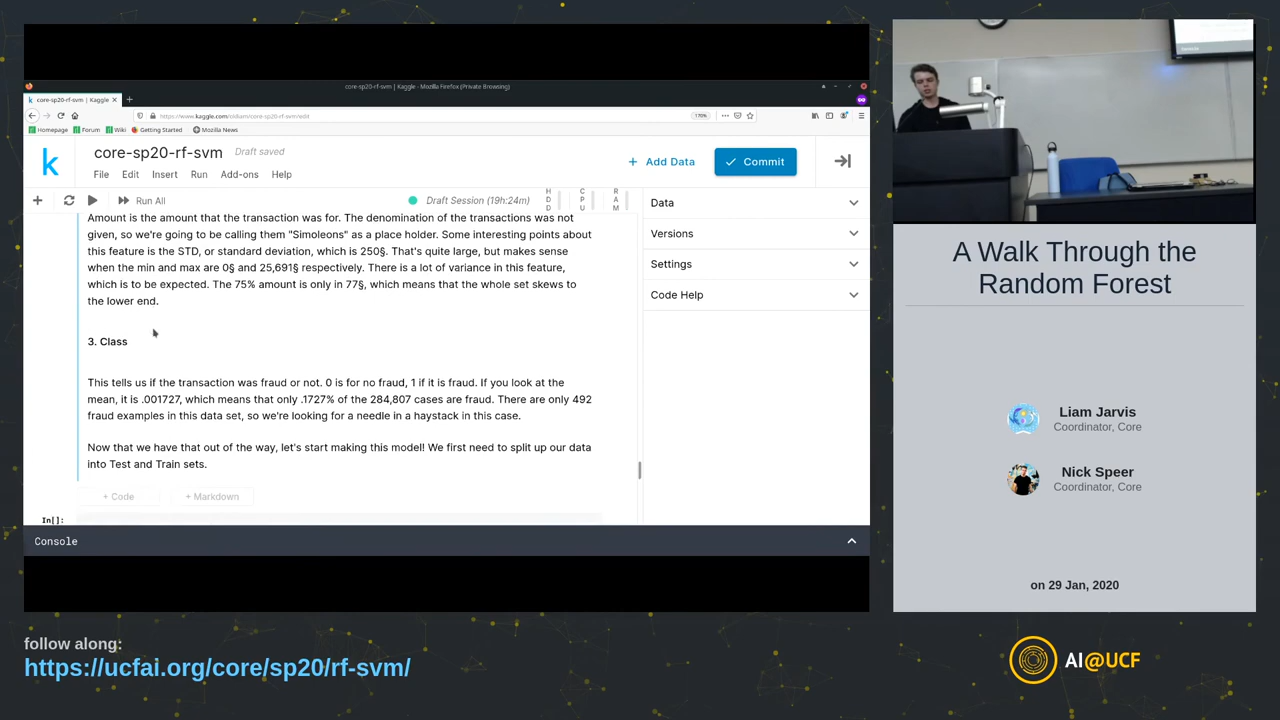 core-sp20-rf-svm | Kaggle - Mozilla Firefox (Private Browsing)
k core-sp20-rf-svm | Kaggle ×
https://www.kaggle.com/ /core-sp20-rf-svm/edit
170%
Homepage Forum Wiki Getting Started Mozilla News
k
core-sp20-rf-svm Draft saved
+ Add Data
Commit
File Edit Insert Run Add-ons Help
Run All
Draft Session (19h:24m)
HDD
CPU
RAM
Amount is the amount that the transaction was for. The denomination of the transactions was not
given, so we're going to be calling them "Simoleons" as a place holder. Some interesting points about
this feature is the STD, or standard deviation, which is 250§. That's quite large, but makes sense
when the min and max are 0§ and 25,691§ respectively. There is a lot of variance in this feature,
which is to be expected. The 75% amount is only in 77§, which means that the whole set skews to
the lower end.
3. Class
This tells us if the transaction was fraud or not. 0 is for no fraud, 1 if it is fraud. If you look at the
mean, it is .001727, which means that only .1727% of the 284,807 cases are fraud. There are only 492
fraud examples in this data set, so we're looking for a needle in a haystack in this case.
Now that we have that out of the way, let's start making this model! We first need to split up our data
into Test and Train sets.
+ Code
+ Markdown
In[]:
Console
Data
Versions
Settings
Code Help
A Walk Through the
Random Forest
Liam Jarvis
Coordinator, Core
Nick Speer
Coordinator, Core
on 29 Jan, 2020
follow along:
https://ucfai.org/core/sp20/rf-svm/
AI@UCF